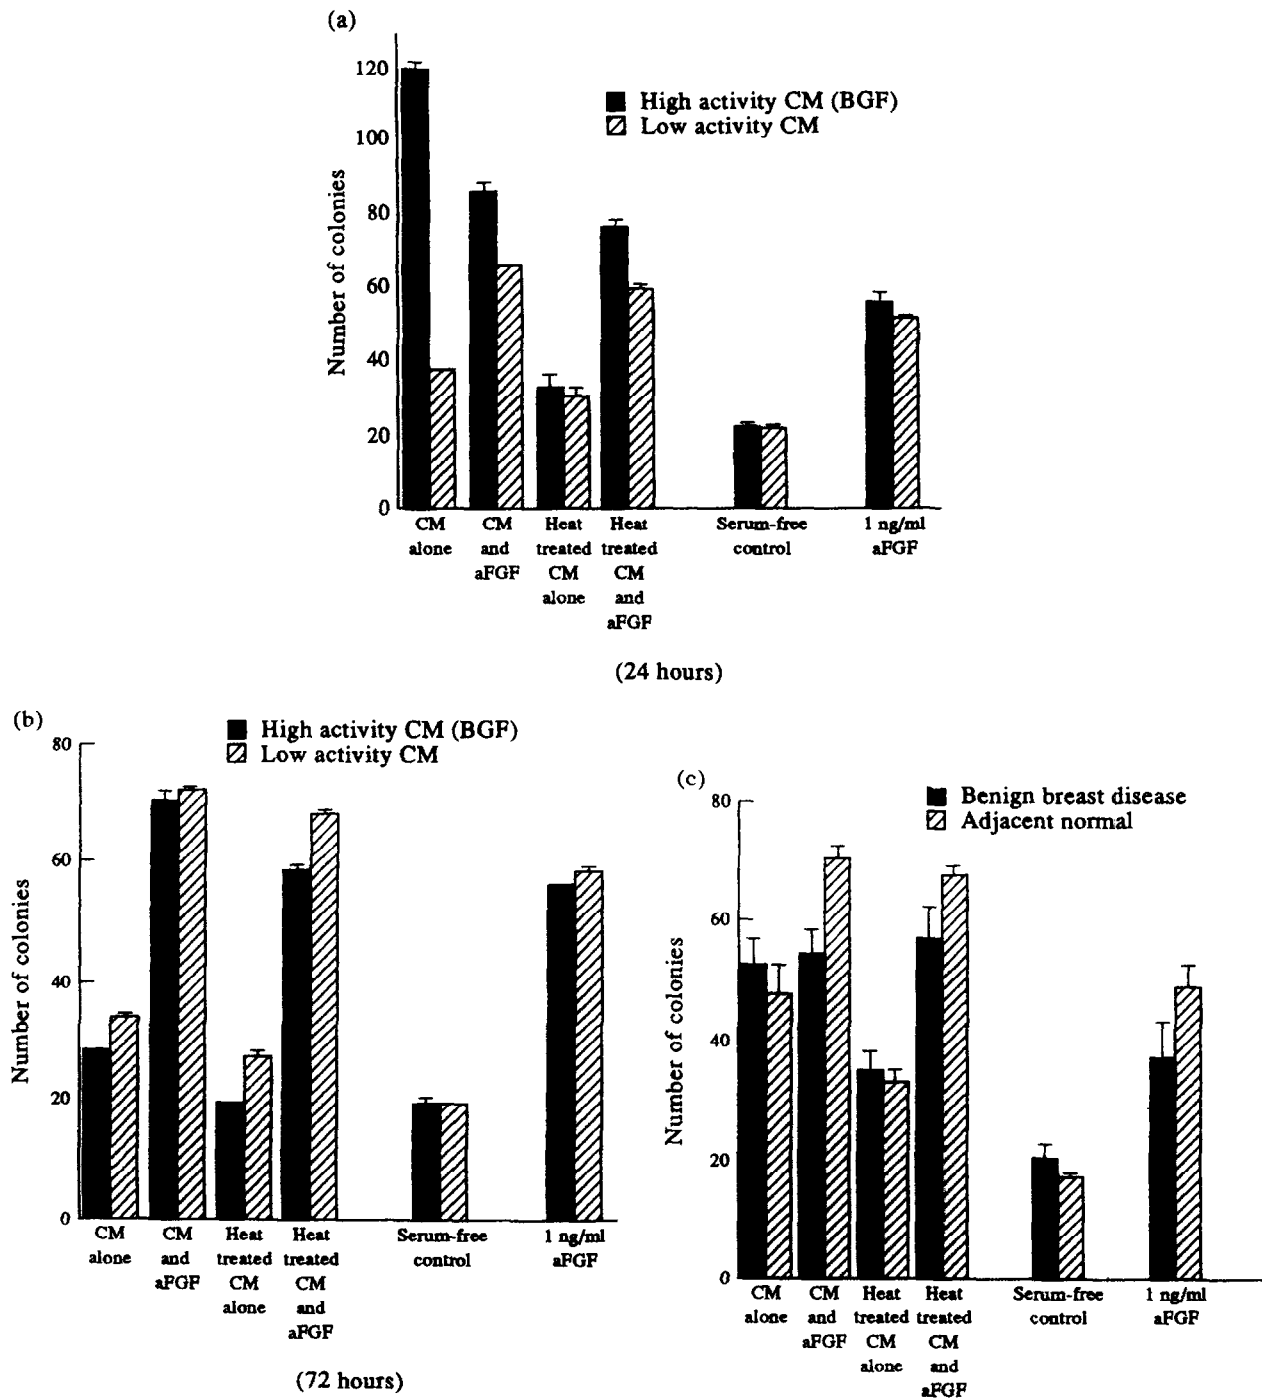 (a)
120
100
80
60
40
20
0
Number of colonies
High activity CM (BGF)
Low activity CM
CM
alone
CM
and
aFGF
Heat
treated
CM
alone
Heat
treated
CM
and
aFGF
Serum-free
control
1 ng/ml
aFGF
(24 hours)
(b)
80
60
40
20
0
Number of colonies
High activity CM (BGF)
Low activity CM
CM
alone
CM
and
aFGF
Heat
treated
CM
alone
Heat
treated
CM
and
aFGF
Serum-free
control
1 ng/ml
aFGF
(72 hours)
(c)
80
60
40
20
0
Number of colonies
Benign breast disease
Adjacent normal
CM
alone
CM
and
aFGF
Heat
treated
CM
alone
Heat
treated
CM
and
aFGF
Serum-free
control
1 ng/ml
aFGF